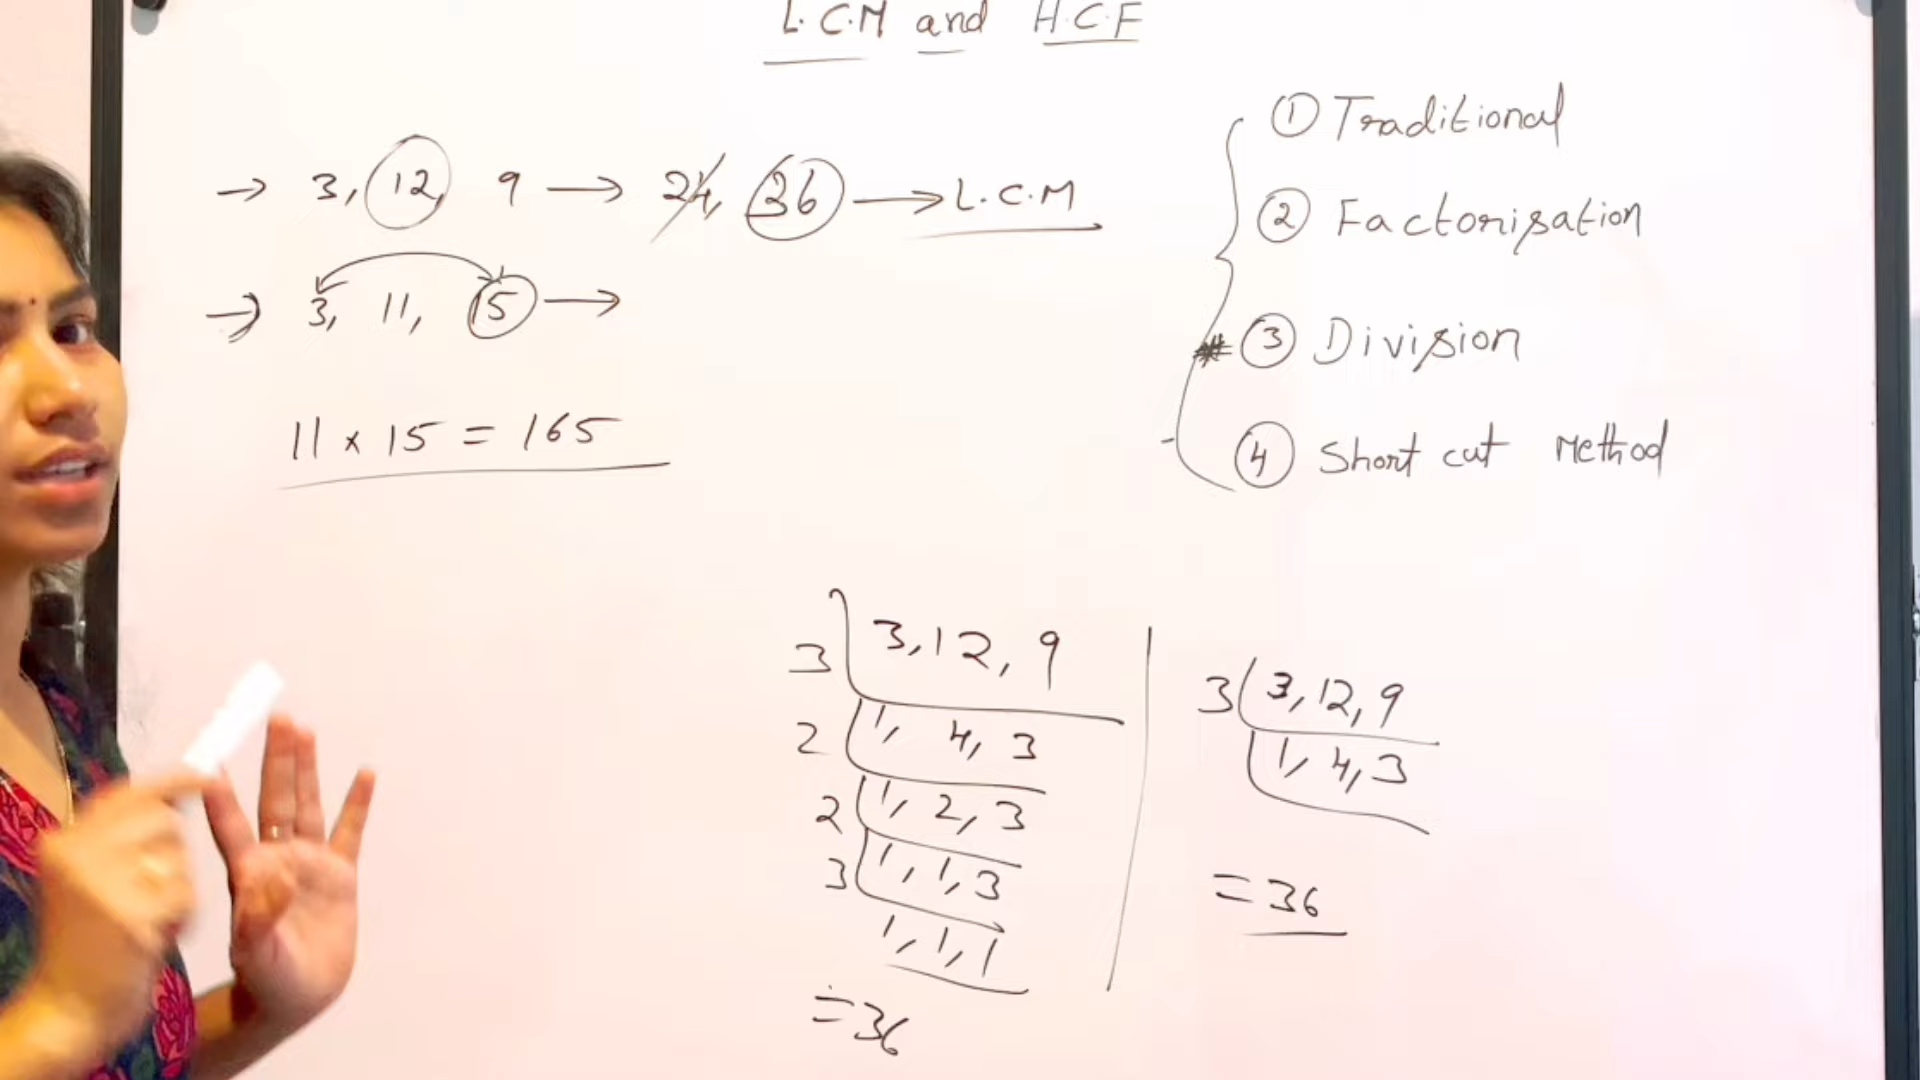 L.C.M and H.C.F
→ 3, 12, 9 → 24, 36 → L.C.M
→ 3, 11, 15 →
11 x 15 = 165
① Traditional
② Factorisation
③ Division
④ Short cut Method
3 3, 12, 9
2 1, 4, 3
2 1, 2, 3
3 1, 1, 3
1, 1, 1
= 36
3 3, 12, 9
1, 4, 3
= 36